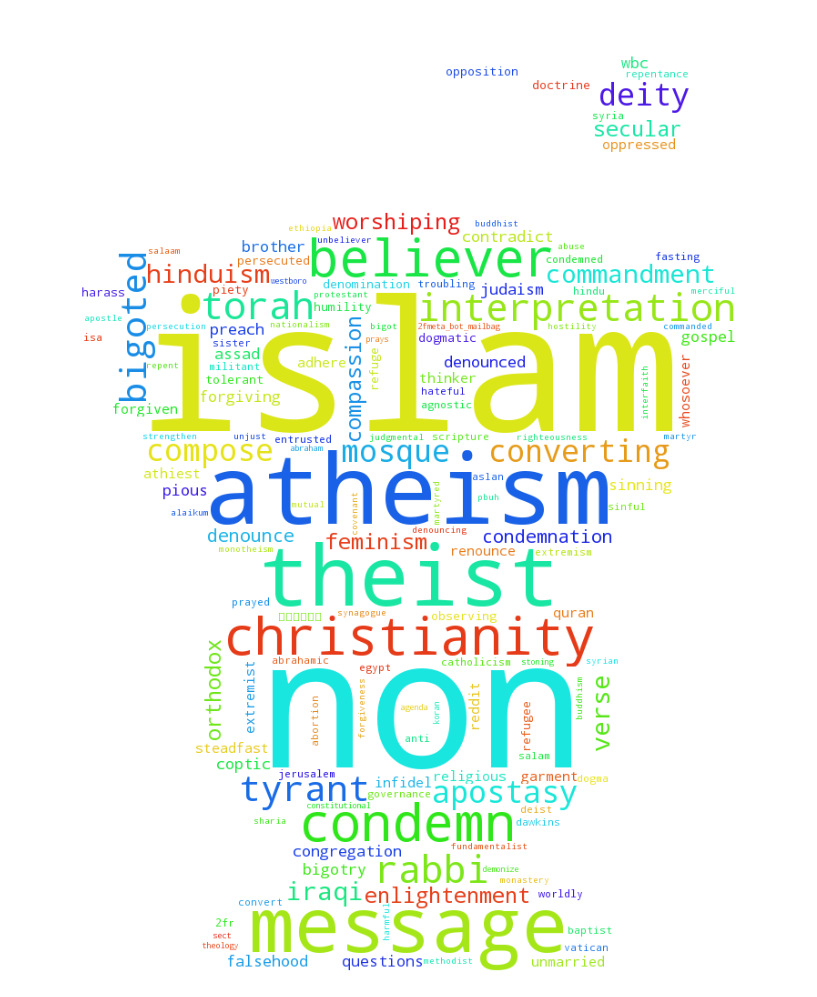 wbc
opposition
repentance
doctrine
deity
syria
secular
oppressed
worshiping
buddhist
ethiopia
unbeliever
contradict
brother
believer
abuse
salaam
persecuted
condemned
fasting
bigoted
hinduism
westboro
denomination
troubling
judaism
commandment
hindu
merciful
harass
piety
protestant
torah
humility
interpretation
apostle
persecution
preach
nationalism
bigot
2fmeta_bot_mailbag
hostility
commanded
gospel
isa
sister
prays
dogmatic
islam
assad
compassion
refuge
denounced
whosoever
repent
militant
adhere
tolerant
thinker
interfaith
hateful
forgiving
agnostic
forgiven
strengthen
unjust
entrusted
judgmental
scripture
righteousness
martyr
compose
abraham
mosque
converting
athiest
atheism
aslan
sinning
pious
mutual
covenant
martyred
pbuh
sinful
alaikum
denounce
feminism
denouncing
condemnation
monotheism
renounce
extremism
theist
prayed
synagogue
observing
quran
christianity
orthodox
extremist
abrahamic
egypt
catholicism
stoning
syrian
non
abortion
forgiveness
agenda
koran
reddit
refugee
buddhism
verse
anti
steadfast
coptic
salam
jerusalem
infidel
religious
garment
dogma
tyrant
governance
apostasy
constitutional
deist
sharia
condemn
dawkins
congregation
fundamentalist
bigotry
rabbi
demonize
monastery
iraqi
enlightenment
worldly
convert
harmful
2fr
message
baptist
sect
theology
vatican
falsehood
questions
methodist
unmarried